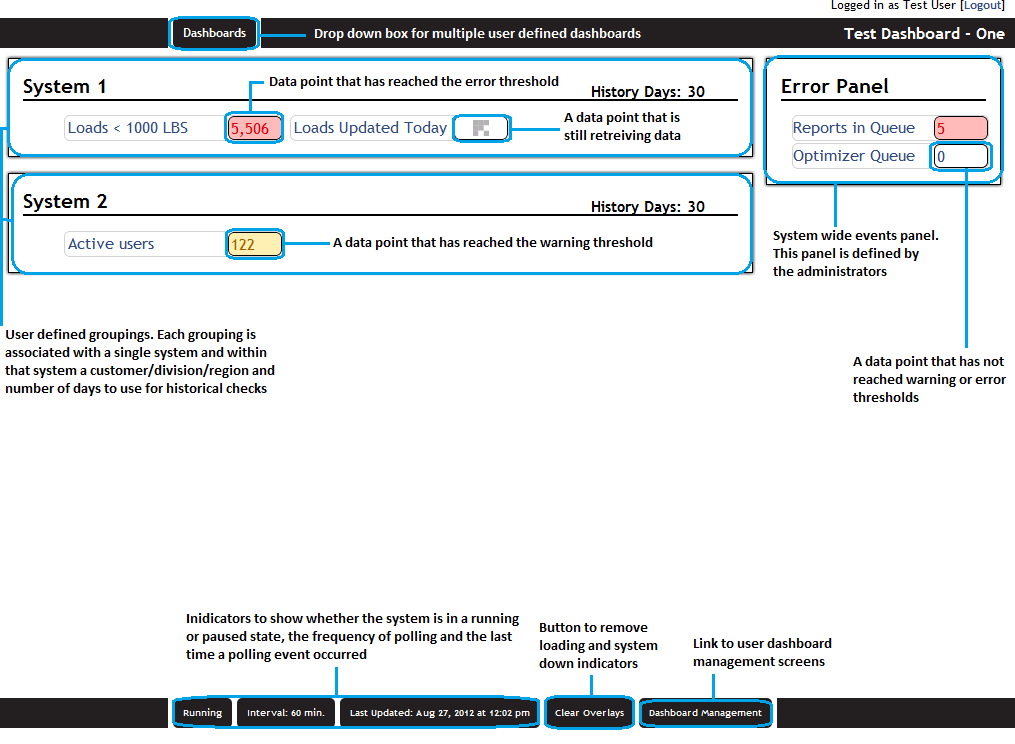 Logged in as Test User [Logout]
Dashboards
Drop down box for multiple user defined dashboards
Test Dashboard - One
System 1
Data point that has reached the error threshold
History Days: 30
Loads < 1000 LBS
5,506
Loads Updated Today
A data point that is
still retreiving data
Error Panel
Reports in Queue
5
Optimizer Queue
0
System 2
History Days: 30
Active users
122
A data point that has reached the warning threshold
System wide events panel.
This panel is defined by
the administrators
User defined groupings. Each grouping is
associated with a single system and within
that system a customer/division/region and
number of days to use for historical checks
A data point that has not
reached warning or error
thresholds
Inidicators to show whether the system is in a running
or paused state, the frequency of polling and the last
time a polling event occurred
Button to remove
loading and system
down indicators
Link to user dashboard
management screens
Running
Interval: 60 min.
Last Updated: Aug 27, 2012 at 12:02 pm
Clear Overlays
Dashboard Management